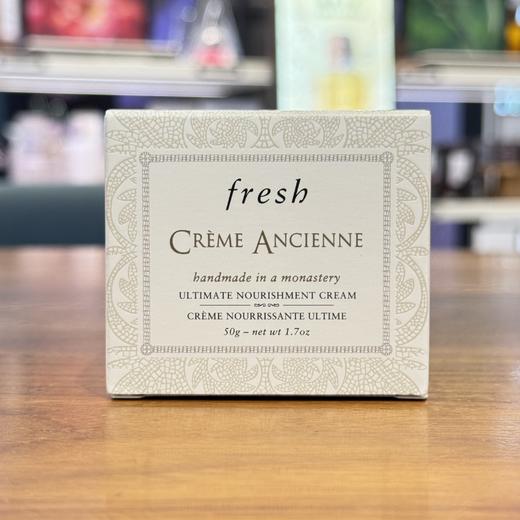 fresh
CRÈME ANCIENNE
handmade in a monastery
ULTIMATE NOURISHMENT CREAM
CRÈME NOURRISSANTE ULTIME
50g – net wt 1.7oz